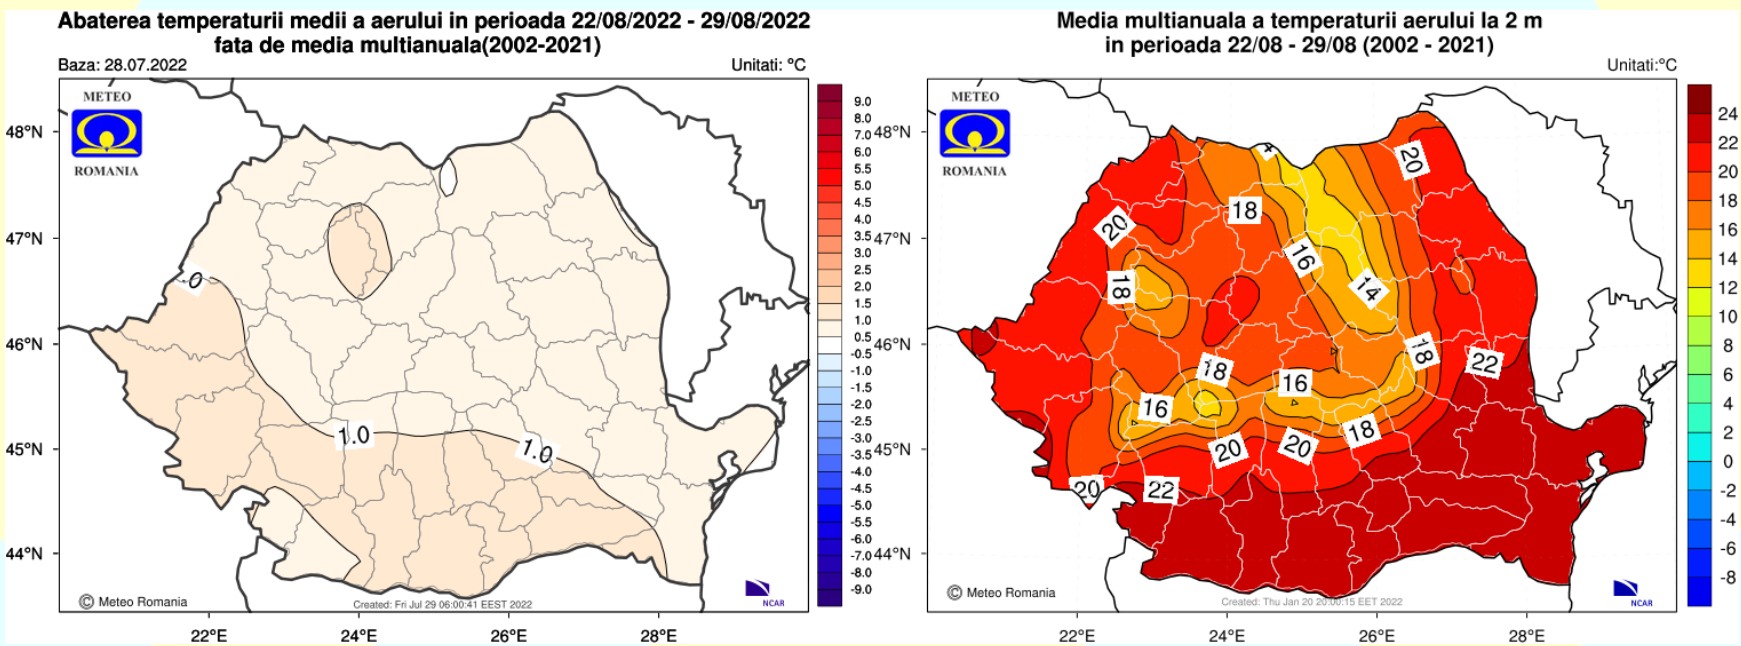 Abaterea temperaturii medii a aerului in perioada 22/08/2022 - 29/08/2022
fata de media multianuala(2002-2021)
Baza: 28.07.2022
Unitati: °C
METEO
ROMANIA
48°N
47°N
46°N
45°N
44°N
.0
1.0
1.0
9.0
8.0
7.0
6.0
5.5
5.0
4.5
4.0
3.5
3.0
2.5
2.0
1.5
1.0
0.5
-0.5
-1.0
-1.5
-2.0
-2.5
-3.0
-3.5
-4.0
-4.5
-5.0
-5.5
-6.0
-7.0
-8.0
-9.0
© Meteo Romania
Created: Fri Jul 29 06:00:41 EEST 2022
NCAR
22°E
24°E
26°E
28°E
Media multianuala a temperaturii aerului la 2 m
in perioada 22/08 - 29/08 (2002 - 2021)
Unitati:°C
METEO
ROMANIA
48°N
47°N
46°N
45°N
44°N
4
20
18
20
16
18
14
18
22
18
16
16
18
20
20
20
22
24
22
20
18
16
14
12
10
8
6
4
2
0
-2
-4
-6
-8
© Meteo Romania
Created: Thu Jan 20 20:00:15 EET 2022
NCAR
22°E
24°E
26°E
28°E